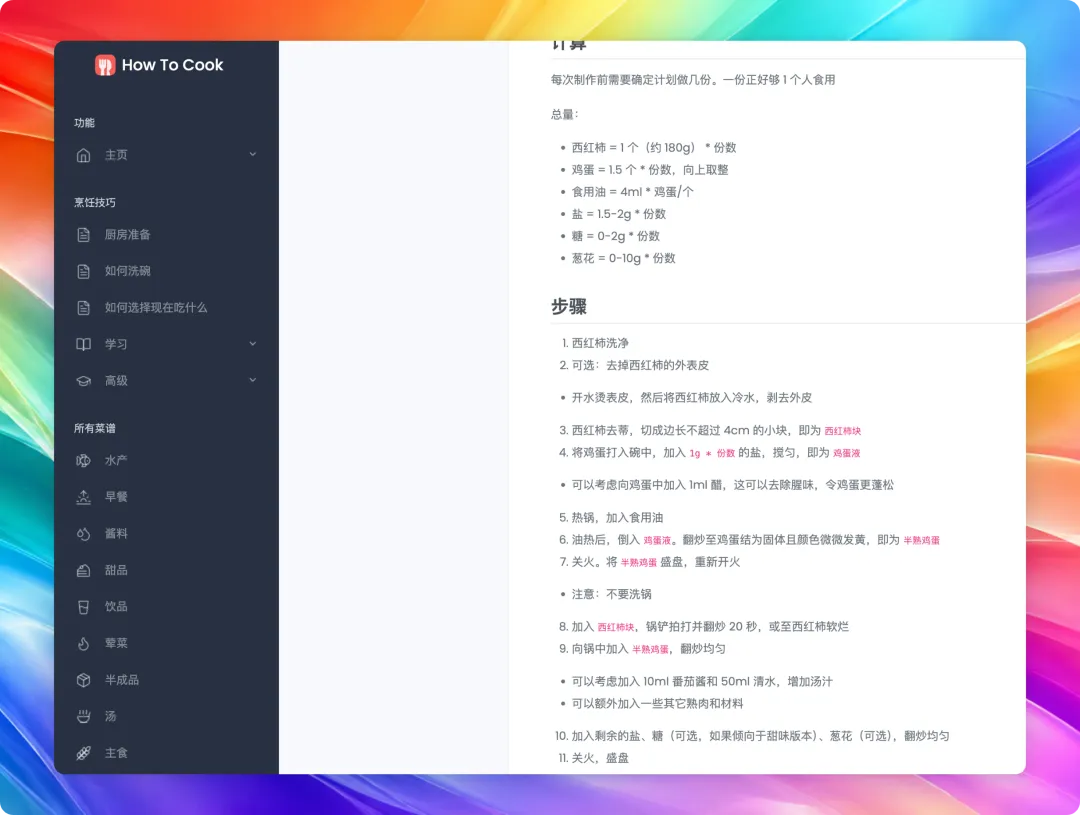 How To Cook
功能
主页
烹饪技巧
厨房准备
如何洗碗
如何选择现在吃什么
学习
高级
所有菜谱
水产
早餐
酱料
甜品
饮品
荤菜
半成品
汤
主食
计算
每次制作前需要确定计划做几份。一份正好够 1 个人食用
总量：
• 西红柿 = 1 个（约 180g） * 份数
• 鸡蛋 = 1.5 个 * 份数，向上取整
• 食用油 = 4ml * 鸡蛋/个
• 盐 = 1.5-2g * 份数
• 糖 = 0-2g * 份数
• 葱花 = 0-10g * 份数
步骤
1. 西红柿洗净
2. 可选：去掉西红柿的外表皮
• 开水烫表皮，然后将西红柿放入冷水，剥去外皮
3. 西红柿去蒂，切成边长不超过 4cm 的小块，即为 西红柿块
4. 将鸡蛋打入碗中，加入 1g * 份数 的盐，搅匀，即为 鸡蛋液
• 可以考虑向鸡蛋中加入 1ml 醋，这可以去除腥味，令鸡蛋更蓬松
5. 热锅，加入食用油
6. 油热后，倒入 鸡蛋液。翻炒至鸡蛋结为固体且颜色微微发黄，即为 半熟鸡蛋
7. 关火。将 半熟鸡蛋 盛盘，重新开火
• 注意：不要洗锅
8. 加入 西红柿块，锅铲拍打并翻炒 20 秒，或至西红柿软烂
9. 向锅中加入 半熟鸡蛋，翻炒均匀
• 可以考虑加入 10ml 番茄酱和 50ml 清水，增加汤汁
• 可以额外加入一些其它熟肉和材料
10. 加入剩余的盐、糖（可选，如果倾向于甜味版本）、葱花（可选），翻炒均匀
11. 关火，盛盘